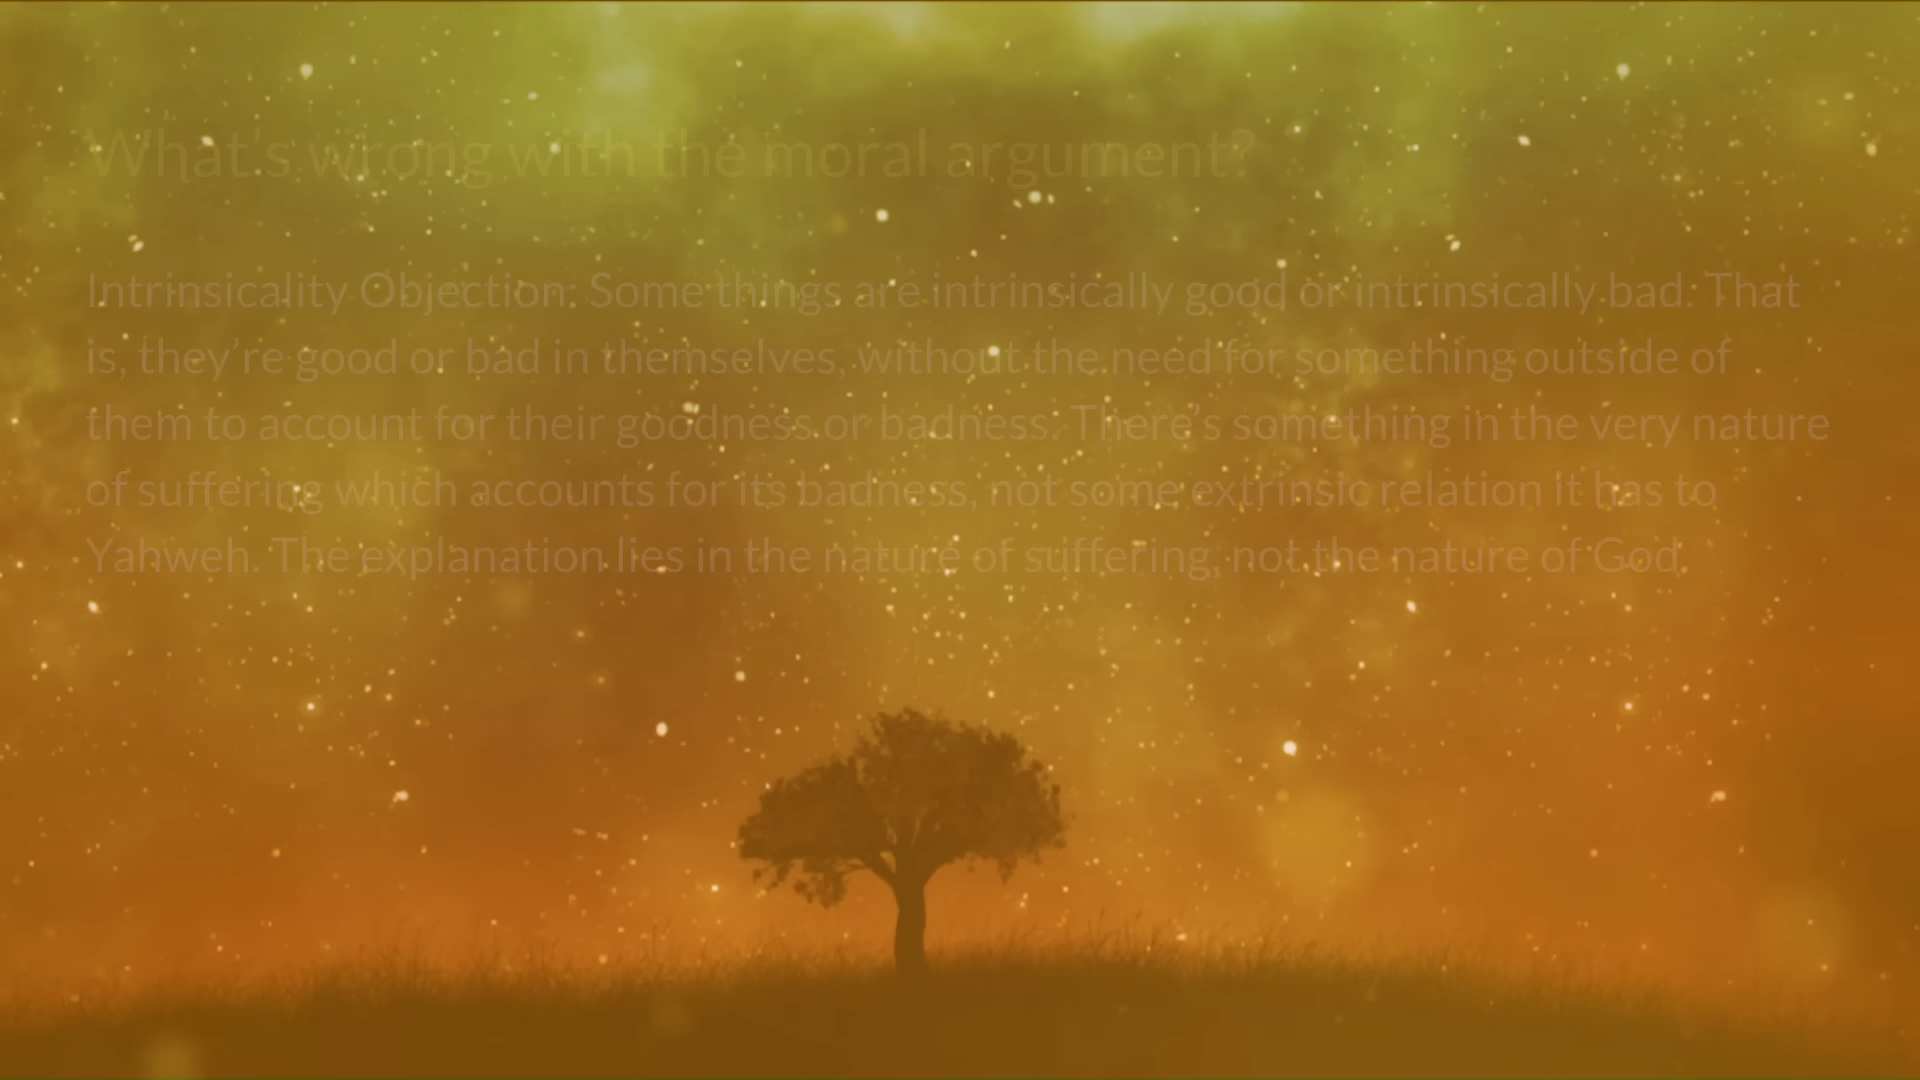 What's wrong with the moral argument?
Intrinsicality Objection: Some things are intrinsically good or intrinsically bad. That
is, they're good or bad in themselves, without the need for something outside of
them to account for their goodness or badness. There's something in the very nature
of suffering which accounts for its badness, not some extrinsic relation it has to
Yahweh. The explanation lies in the nature of suffering, not the nature of God.